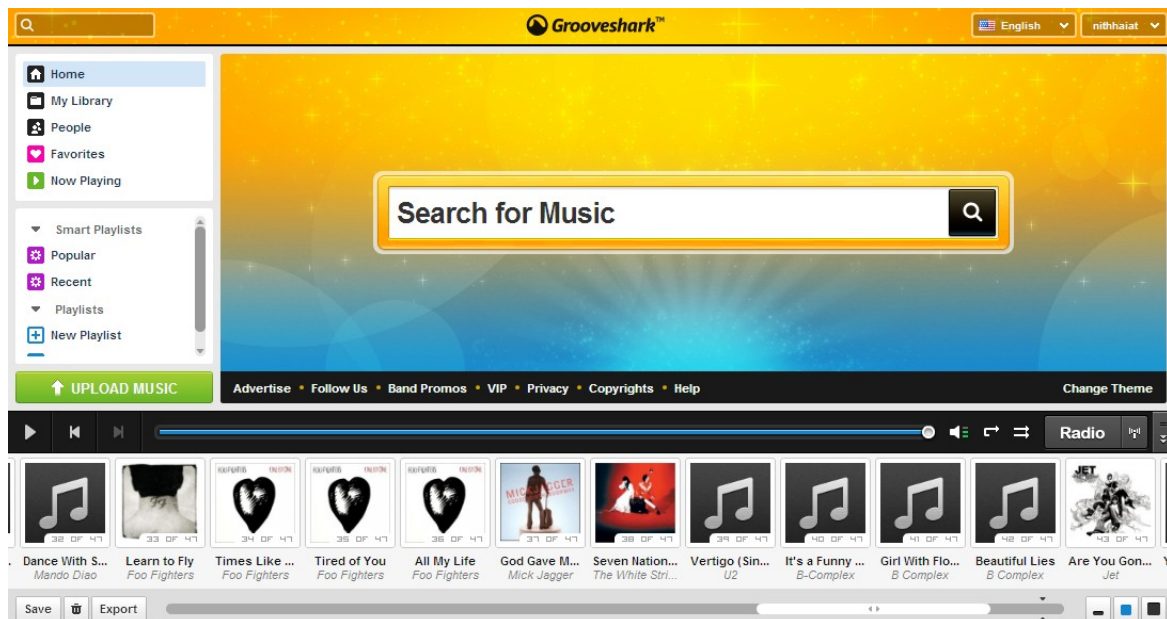 Grooveshark™
English
nithhaiat
Home
My Library
People
Favorites
Now Playing
Smart Playlists
Popular
Recent
Playlists
New Playlist
UPLOAD MUSIC
Search for Music
Advertise • Follow Us • Band Promos • VIP • Privacy • Copyrights • Help
Change Theme
Radio
32 OF 47
33 OF 47
34 OF 47
35 OF 47
36 OF 47
37 OF 47
38 OF 47
39 OF 47
40 OF 47
41 OF 47
42 OF 47
JET
43 OF 47
Dance With S...
Mando Diao
Learn to Fly
Foo Fighters
Times Like ...
Foo Fighters
Tired of You
Foo Fighters
All My Life
Foo Fighters
God Gave M...
Mick Jagger
Seven Nation...
The White Stri...
Vertigo (Sin...
U2
It's a Funny ...
B-Complex
Girl With Flo...
B Complex
Beautiful Lies
B Complex
Are You Gon...
Jet
Save
Export